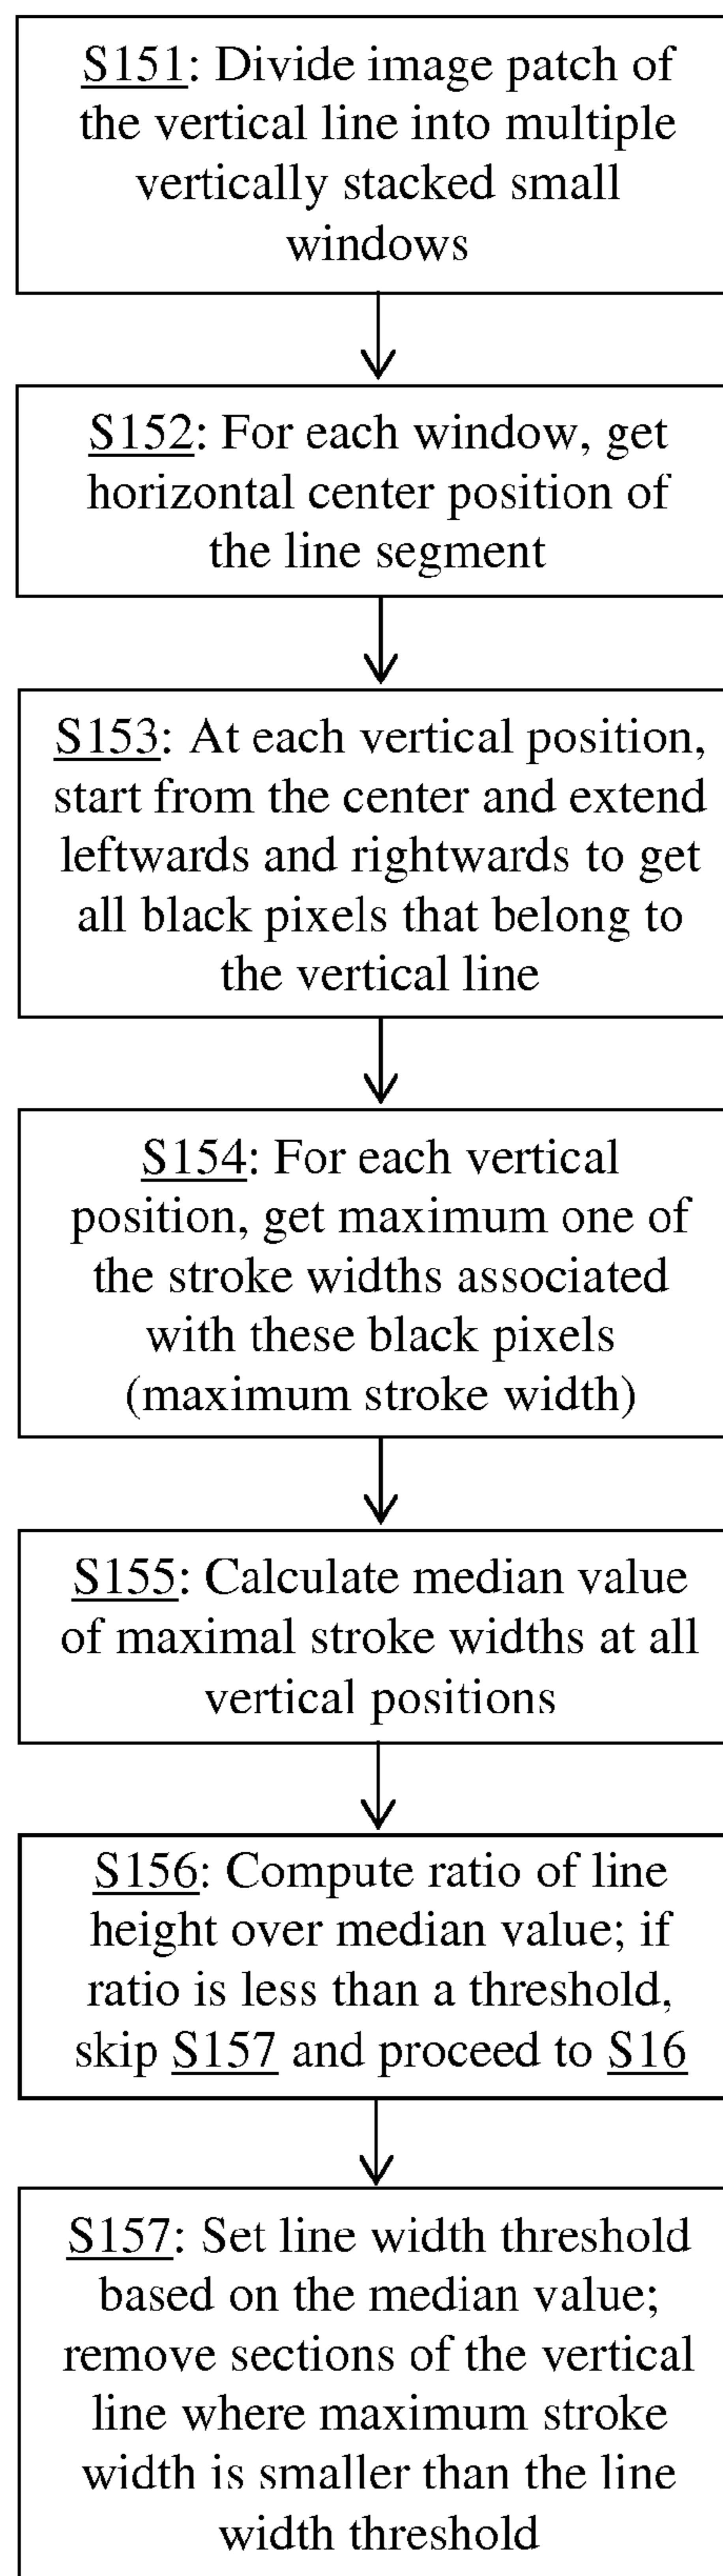 S151: Divide image patch of
the vertical line into multiple
vertically stacked small
windows
S152: For each window, get
horizontal center position of
the line segment
S153: At each vertical position,
start from the center and extend
leftwards and rightwards to get
all black pixels that belong to
the vertical line
S154: For each vertical
position, get maximum one of
the stroke widths associated
with these black pixels
(maximum stroke width)
S155: Calculate median value
of maximal stroke widths at all
vertical positions
S156: Compute ratio of line
height over median value; if
ratio is less than a threshold,
skip S157 and proceed to S16
S157: Set line width threshold
based on the median value;
remove sections of the vertical
line where maximum stroke
width is smaller than the line
width threshold